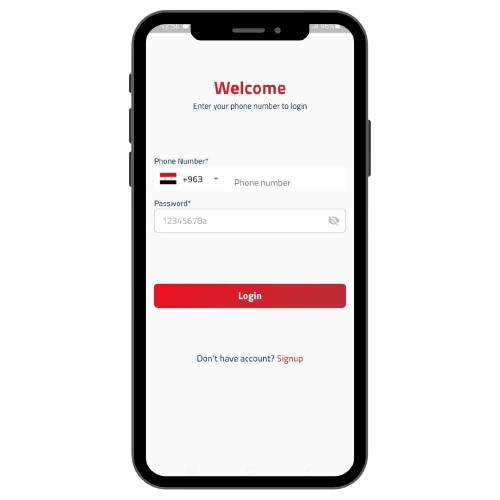 Welcome
Enter your phone number to login
Phone Number*
+963 Phone number
Password*
12345678a
Login
Don't have account? Signup